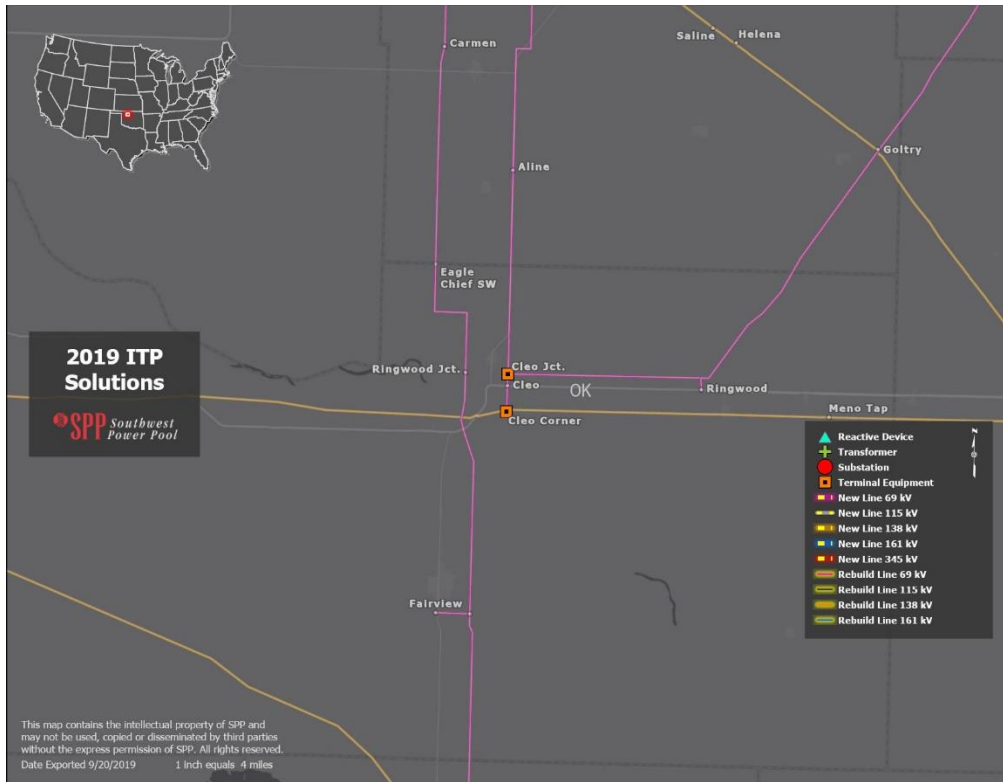 Carmen
Saline
Helena
Goltry
Aline
Eagle
Chief SW
2019 ITP
Solutions
SPP Southwest
Power Pool
Ringwood Jct.
Cleo Jct.
Cleo
OK
Ringwood
Cleo Corner
Meno Tap
Fairview
Reactive Device
Transformer
Substation
Terminal Equipment
New Line 69 kV
New Line 115 kV
New Line 138 kV
New Line 161 kV
New Line 345 kV
Rebuild Line 69 kV
Rebuild Line 115 kV
Rebuild Line 138 kV
Rebuild Line 161 kV
N
This map contains the intellectual property of SPP and
may not be used, copied or disseminated by third parties
without the express permission of SPP. All rights reserved.
Date Exported 9/20/2019 1 inch equals 4 miles